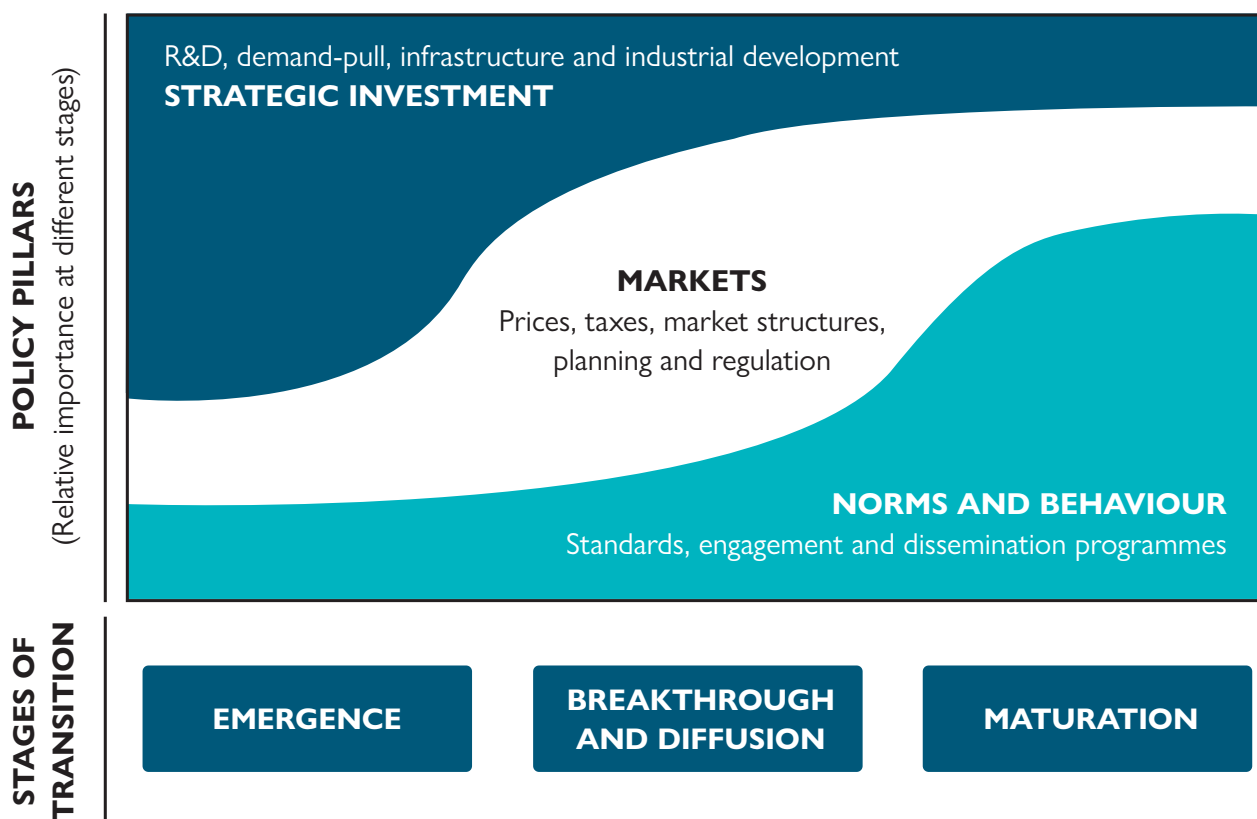 POLICY PILLARS
(Relative importance at different stages)
R&D, demand-pull, infrastructure and industrial development
STRATEGIC INVESTMENT
MARKETS
Prices, taxes, market structures,
planning and regulation
NORMS AND BEHAVIOUR
Standards, engagement and dissemination programmes
STAGES OF
TRANSITION
EMERGENCE
BREAKTHROUGH
AND DIFFUSION
MATURATION